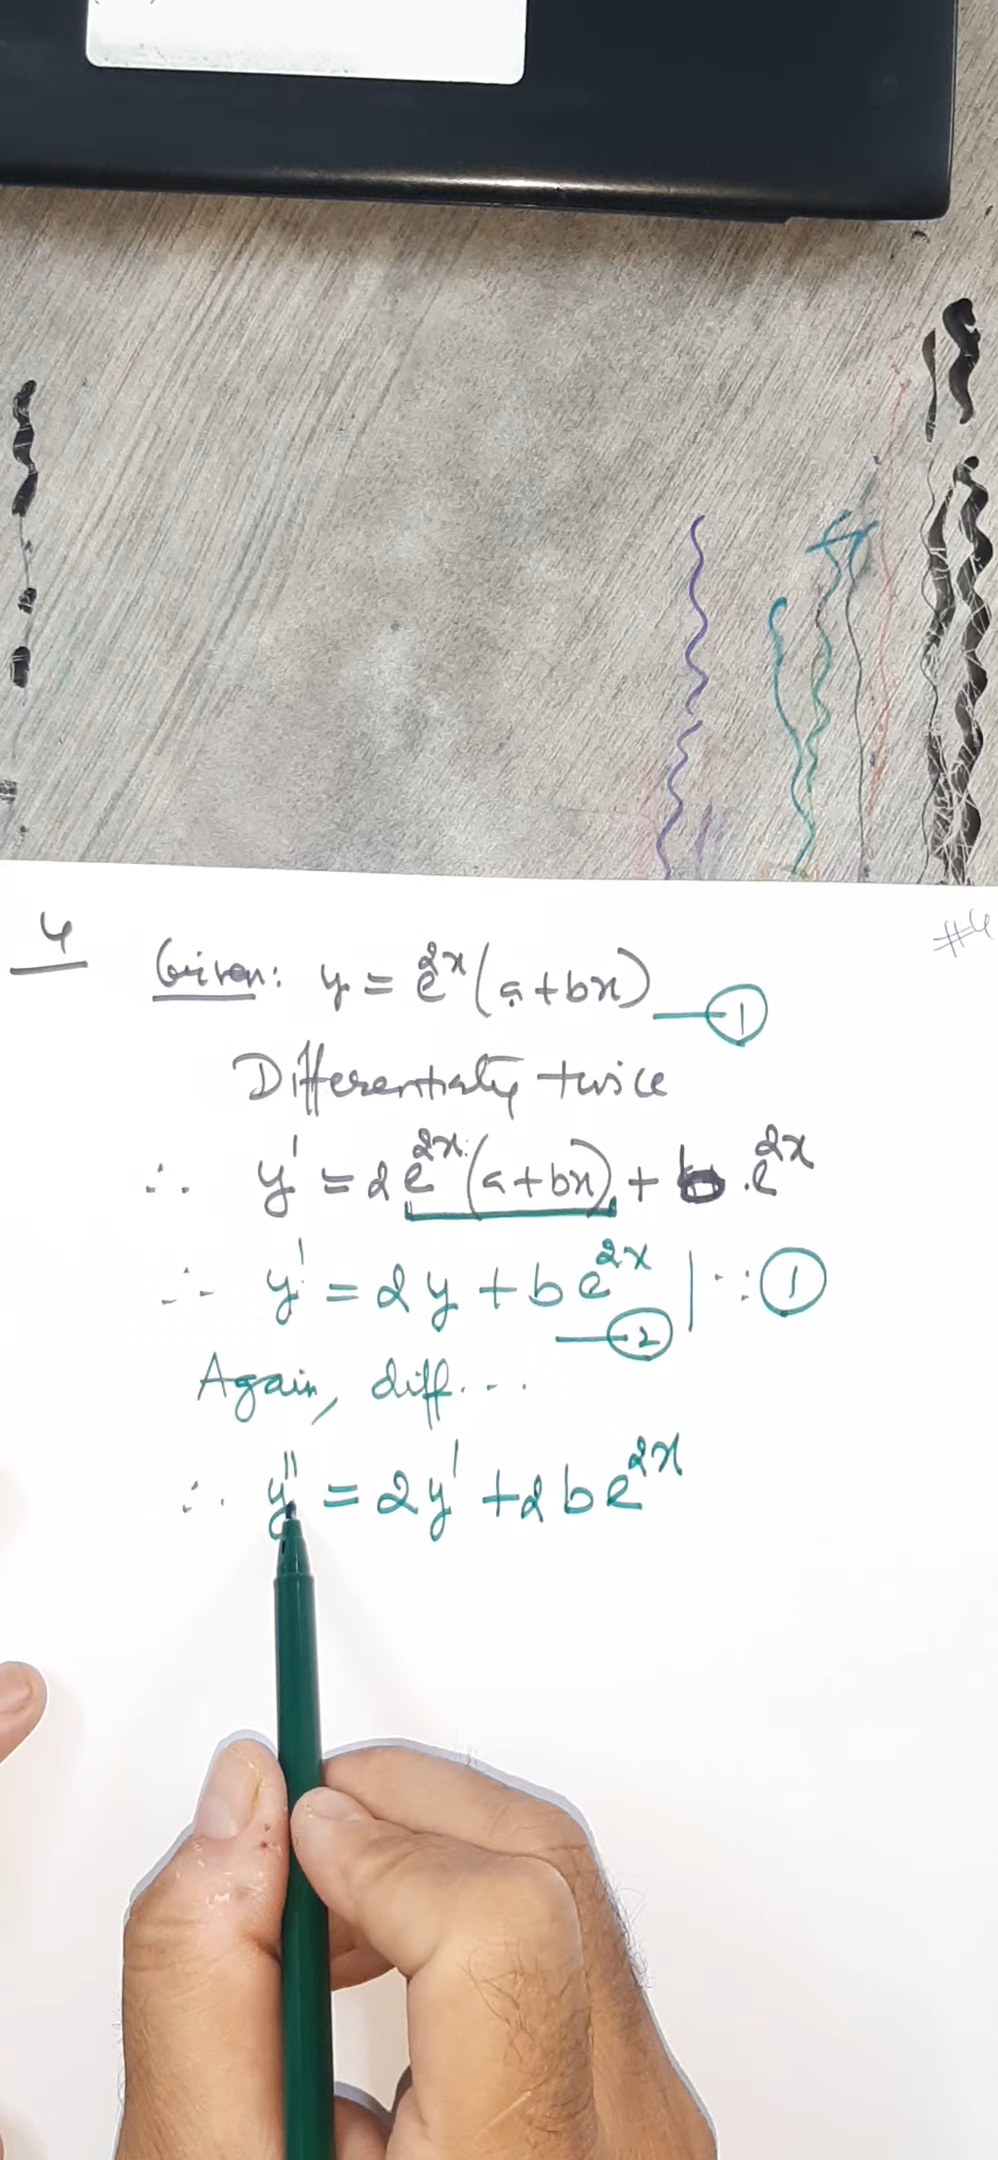 4 Given: y = e^2x (a+bx) — ① #4
Differentiatg twice
∴ y' = 2e^2x (a+bx) + b . e^2x
∴ y' = 2y + be^2x | ∵ ①
— ②
Again, diff...
∴ y'' = 2y' + 2be^2x